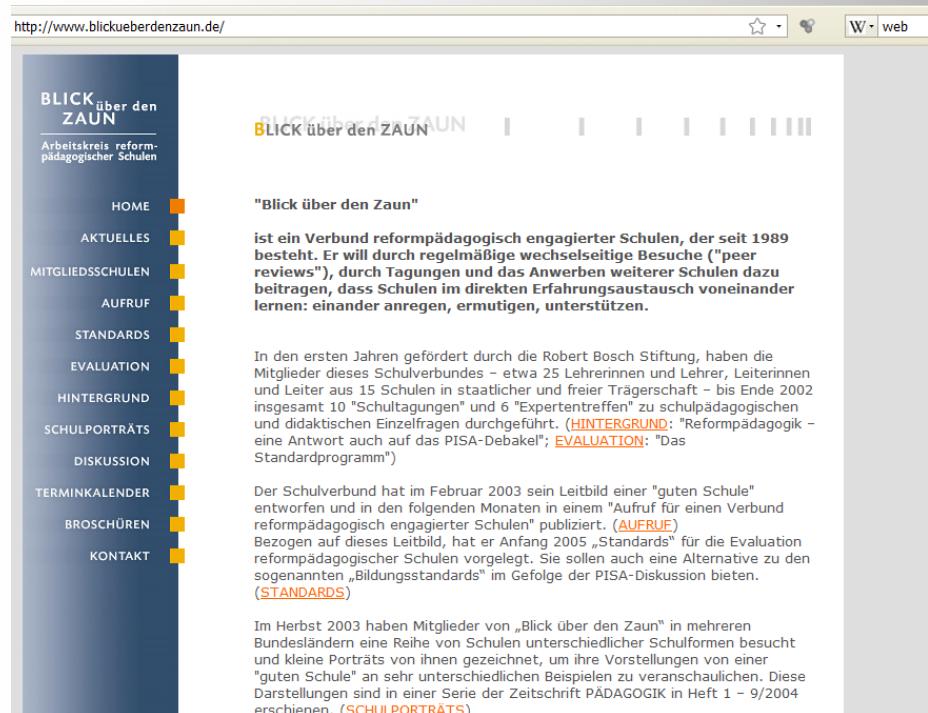 http://www.blickueberdenzaun.de/
W
web
BLICK über den
ZAUN
Arbeitskreis reform-
pädagogischer Schulen
HOME
AKTUELLES
MITGLIEDSSCHULEN
AUFRUF
STANDARDS
EVALUATION
HINTERGRUND
SCHULPORTRÄTS
DISKUSSION
TERMINKALENDER
BROSCHÜREN
KONTAKT
BLICK über den ZAUN
BLICK über den ZAUN
"Blick über den Zaun"
ist ein Verbund reformpädagogisch engagierter Schulen, der seit 1989
besteht. Er will durch regelmäßige wechselseitige Besuche ("peer
reviews"), durch Tagungen und das Anwerben weiterer Schulen dazu
beitragen, dass Schulen im direkten Erfahrungsaustausch voneinander
lernen: einander anregen, ermutigen, unterstützen.
In den ersten Jahren gefördert durch die Robert Bosch Stiftung, haben die
Mitglieder dieses Schulverbundes – etwa 25 Lehrerinnen und Lehrer, Leiterinnen
und Leiter aus 15 Schulen in staatlicher und freier Trägerschaft – bis Ende 2002
insgesamt 10 "Schultagungen" und 6 "Expertentreffen" zu schulpädagogischen
und didaktischen Einzelfragen durchgeführt. (HINTERGRUND: "Reformpädagogik –
eine Antwort auch auf das PISA-Debakel"; EVALUATION: "Das
Standardprogramm")
Der Schulverbund hat im Februar 2003 sein Leitbild einer "guten Schule"
entworfen und in den folgenden Monaten in einem "Aufruf für einen Verbund
reformpädagogisch engagierter Schulen" publiziert. (AUFRUF)
Bezogen auf dieses Leitbild, hat er Anfang 2005 „Standards“ für die Evaluation
reformpädagogischer Schulen vorgelegt. Sie sollen auch eine Alternative zu den
sogenannten „Bildungsstandards“ im Gefolge der PISA-Diskussion bieten.
(STANDARDS)
Im Herbst 2003 haben Mitglieder von „Blick über den Zaun“ in mehreren
Bundesländern eine Reihe von Schulen unterschiedlicher Schulformen besucht
und kleine Porträts von ihnen gezeichnet, um ihre Vorstellungen von einer
"guten Schule" an sehr unterschiedlichen Beispielen zu veranschaulichen. Diese
Darstellungen sind in einer Serie der Zeitschrift PÄDAGOGIK in Heft 1 – 9/2004
erschienen. (SCHULPORTRÄTS)